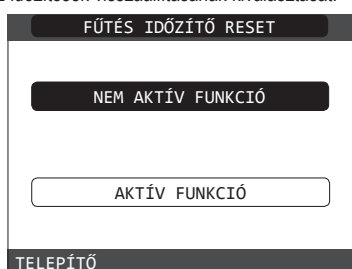 FŰTÉS IDŐZÍTŐ RESET
NEM AKTÍV FUNKCIÓ
AKTÍV FUNKCIÓ
TELEPÍTŐ